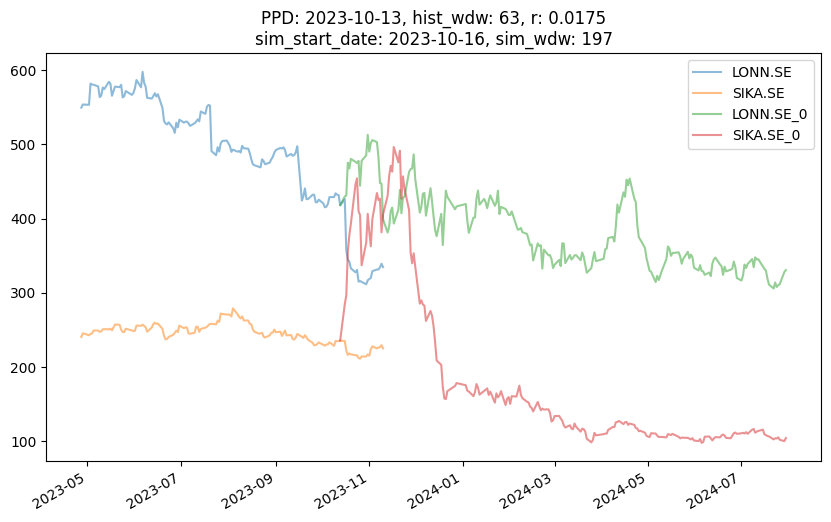 PPD: 2023-10-13, hist_wdw: 63, r: 0.0175
sim_start_date: 2023-10-16, sim_wdw: 197
LONN.SE
SIKA.SE
LONN.SE_0
SIKA.SE_0
600
500
400
300
200
100
2023-05
2023-07
2023-09
2023-11
2024-01
2024-03
2024-05
2024-07